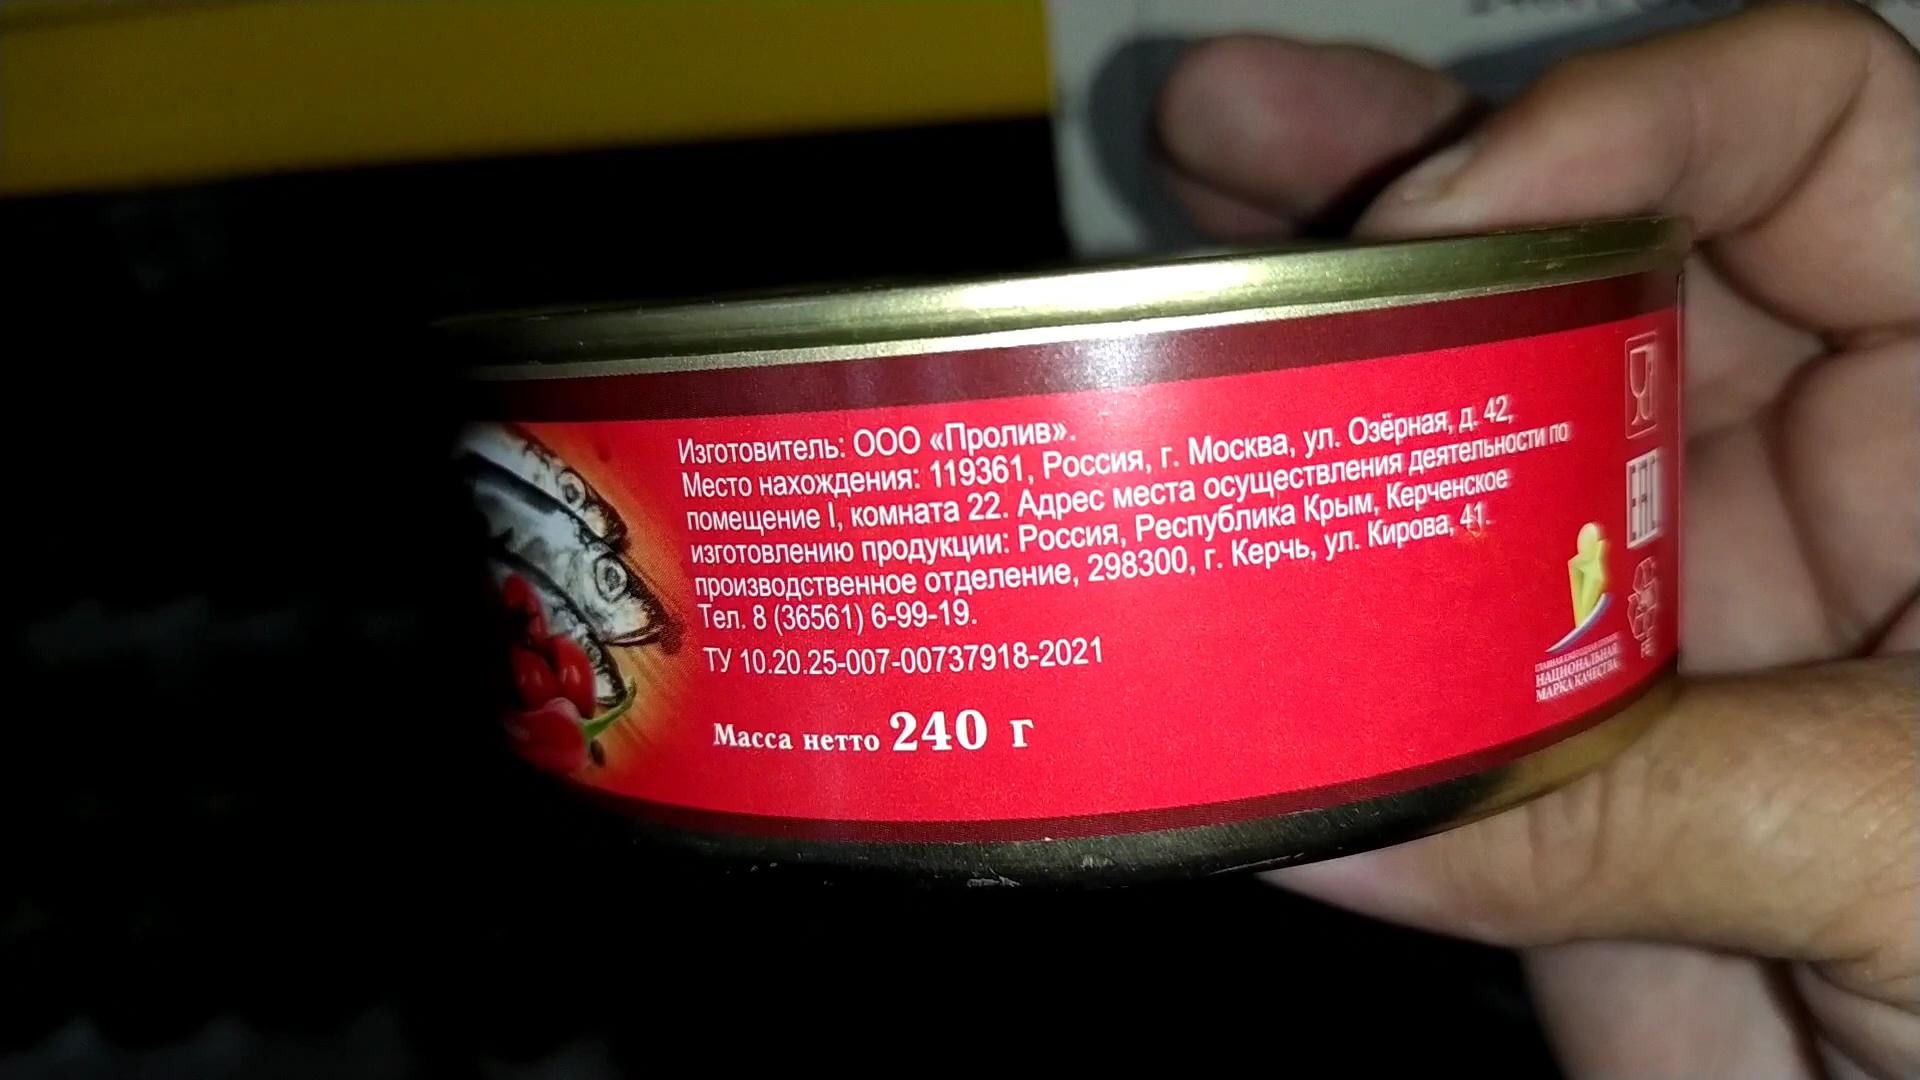 Изготовитель: ООО «Пролив».
Место нахождения: 119361, Россия, г. Москва, ул. Озёрная, д. 42,
помещение I, комната 22. Адрес места осуществления деятельности по
изготовлению продукции: Россия, Республика Крым, Керченское
производственное отделение, 298300, г. Керчь, ул. Кирова, 41.
Тел. 8 (36561) 6-99-19.
ТУ 10.20.25-007-00737918-2021
Масса нетто 240 г
EAC
НАЦИОНАЛЬНАЯ
МАРКА КАЧЕСТВА